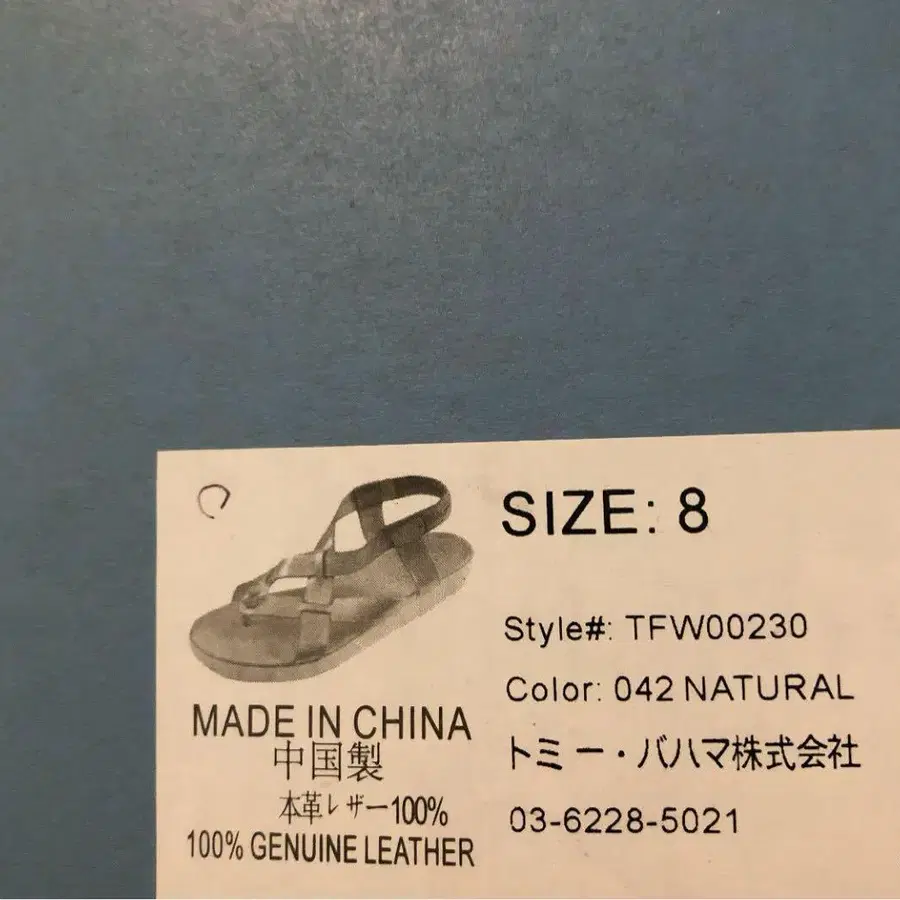 SIZE: 8
Style#: TFW00230
Color: 042 NATURAL
トミー・バハマ株式会社
03-6228-5021
MADE IN CHINA
中国製
本革レザー100%
100% GENUINE LEATHER